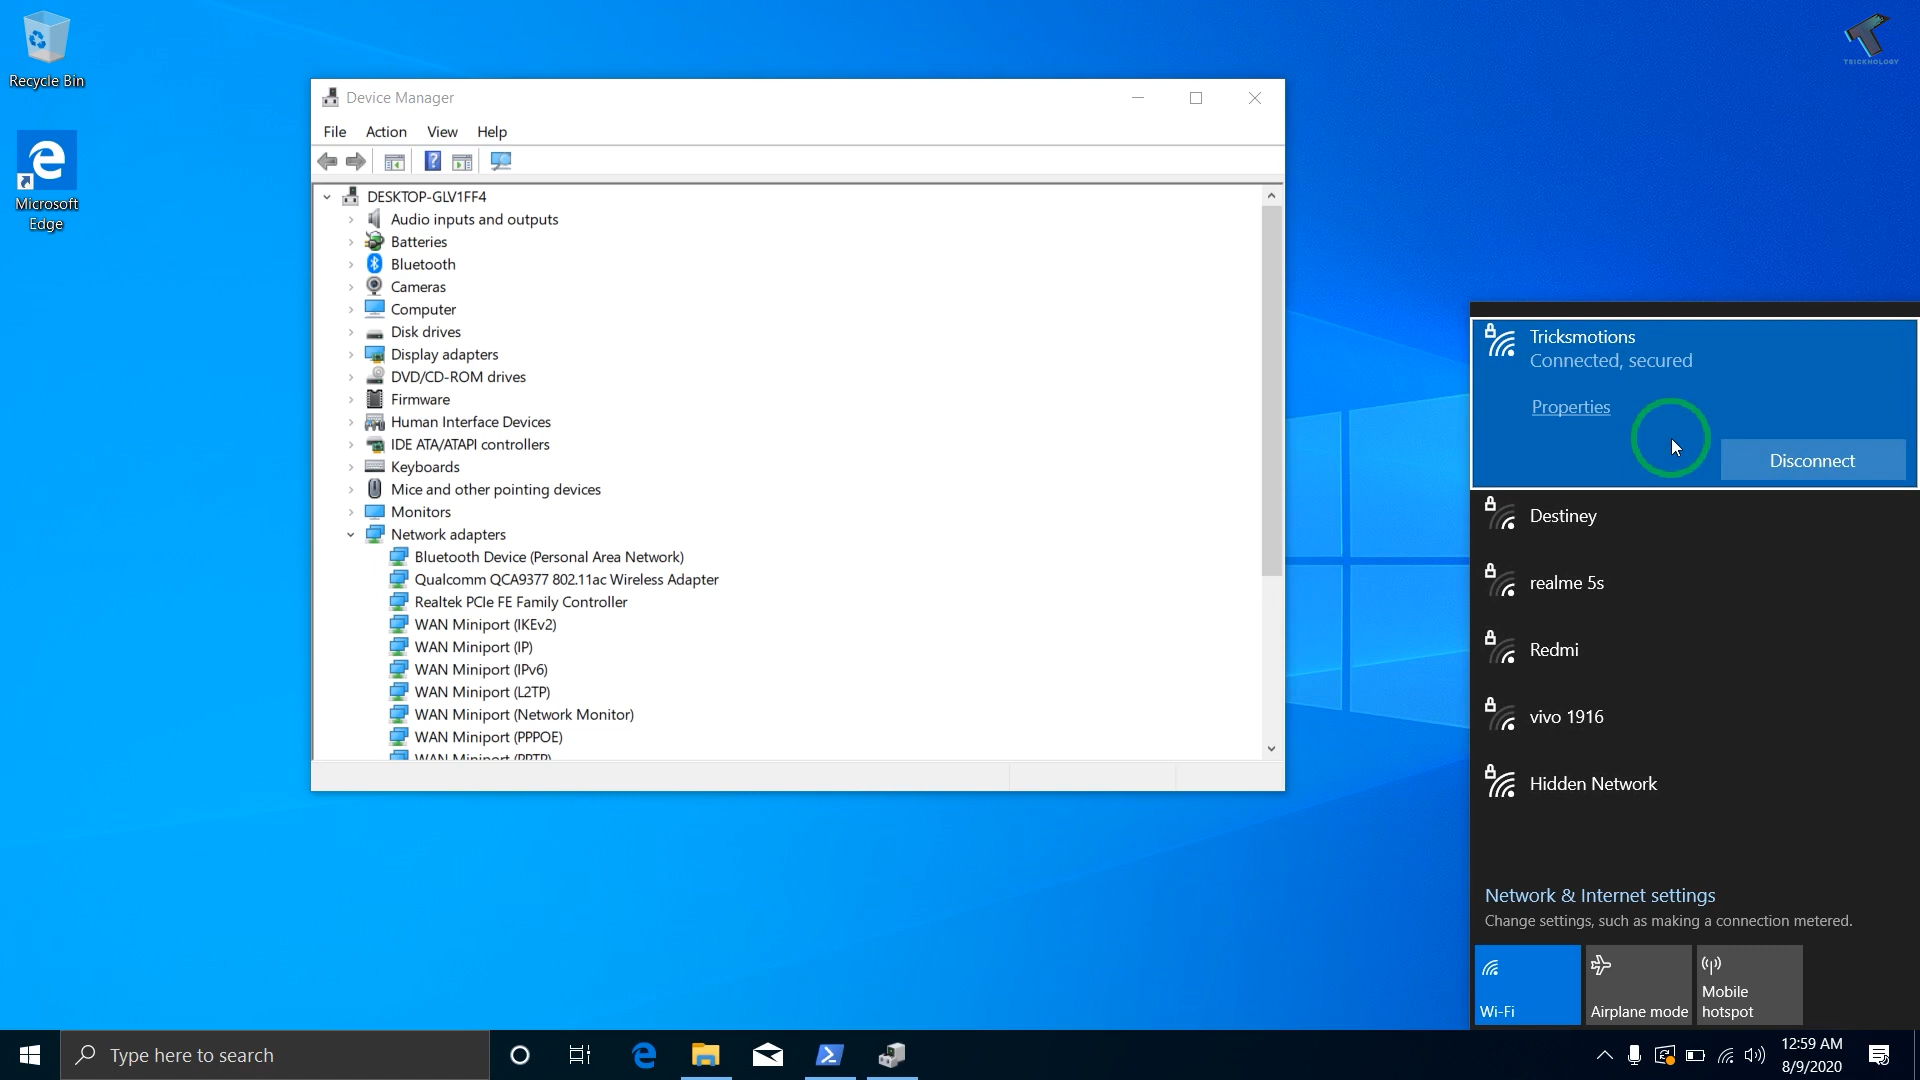 Recycle Bin
Microsoft
Edge
TRICKNOLOGY
Device Manager
File Action View Help
DESKTOP-GLV1FF4
Audio inputs and outputs
Batteries
Bluetooth
Cameras
Computer
Disk drives
Display adapters
DVD/CD-ROM drives
Firmware
Human Interface Devices
IDE ATA/ATAPI controllers
Keyboards
Mice and other pointing devices
Monitors
Network adapters
Bluetooth Device (Personal Area Network)
Qualcomm QCA9377 802.11ac Wireless Adapter
Realtek PCIe FE Family Controller
WAN Miniport (IKEv2)
WAN Miniport (IP)
WAN Miniport (IPv6)
WAN Miniport (L2TP)
WAN Miniport (Network Monitor)
WAN Miniport (PPPOE)
WAN Miniport (PPTP)
Tricksmotions
Connected, secured
Properties
Disconnect
Destiney
realme 5s
Redmi
vivo 1916
Hidden Network
Network & Internet settings
Change settings, such as making a connection metered.
Wi-Fi
Airplane mode
Mobile
hotspot
Type here to search
12:59 AM
8/9/2020